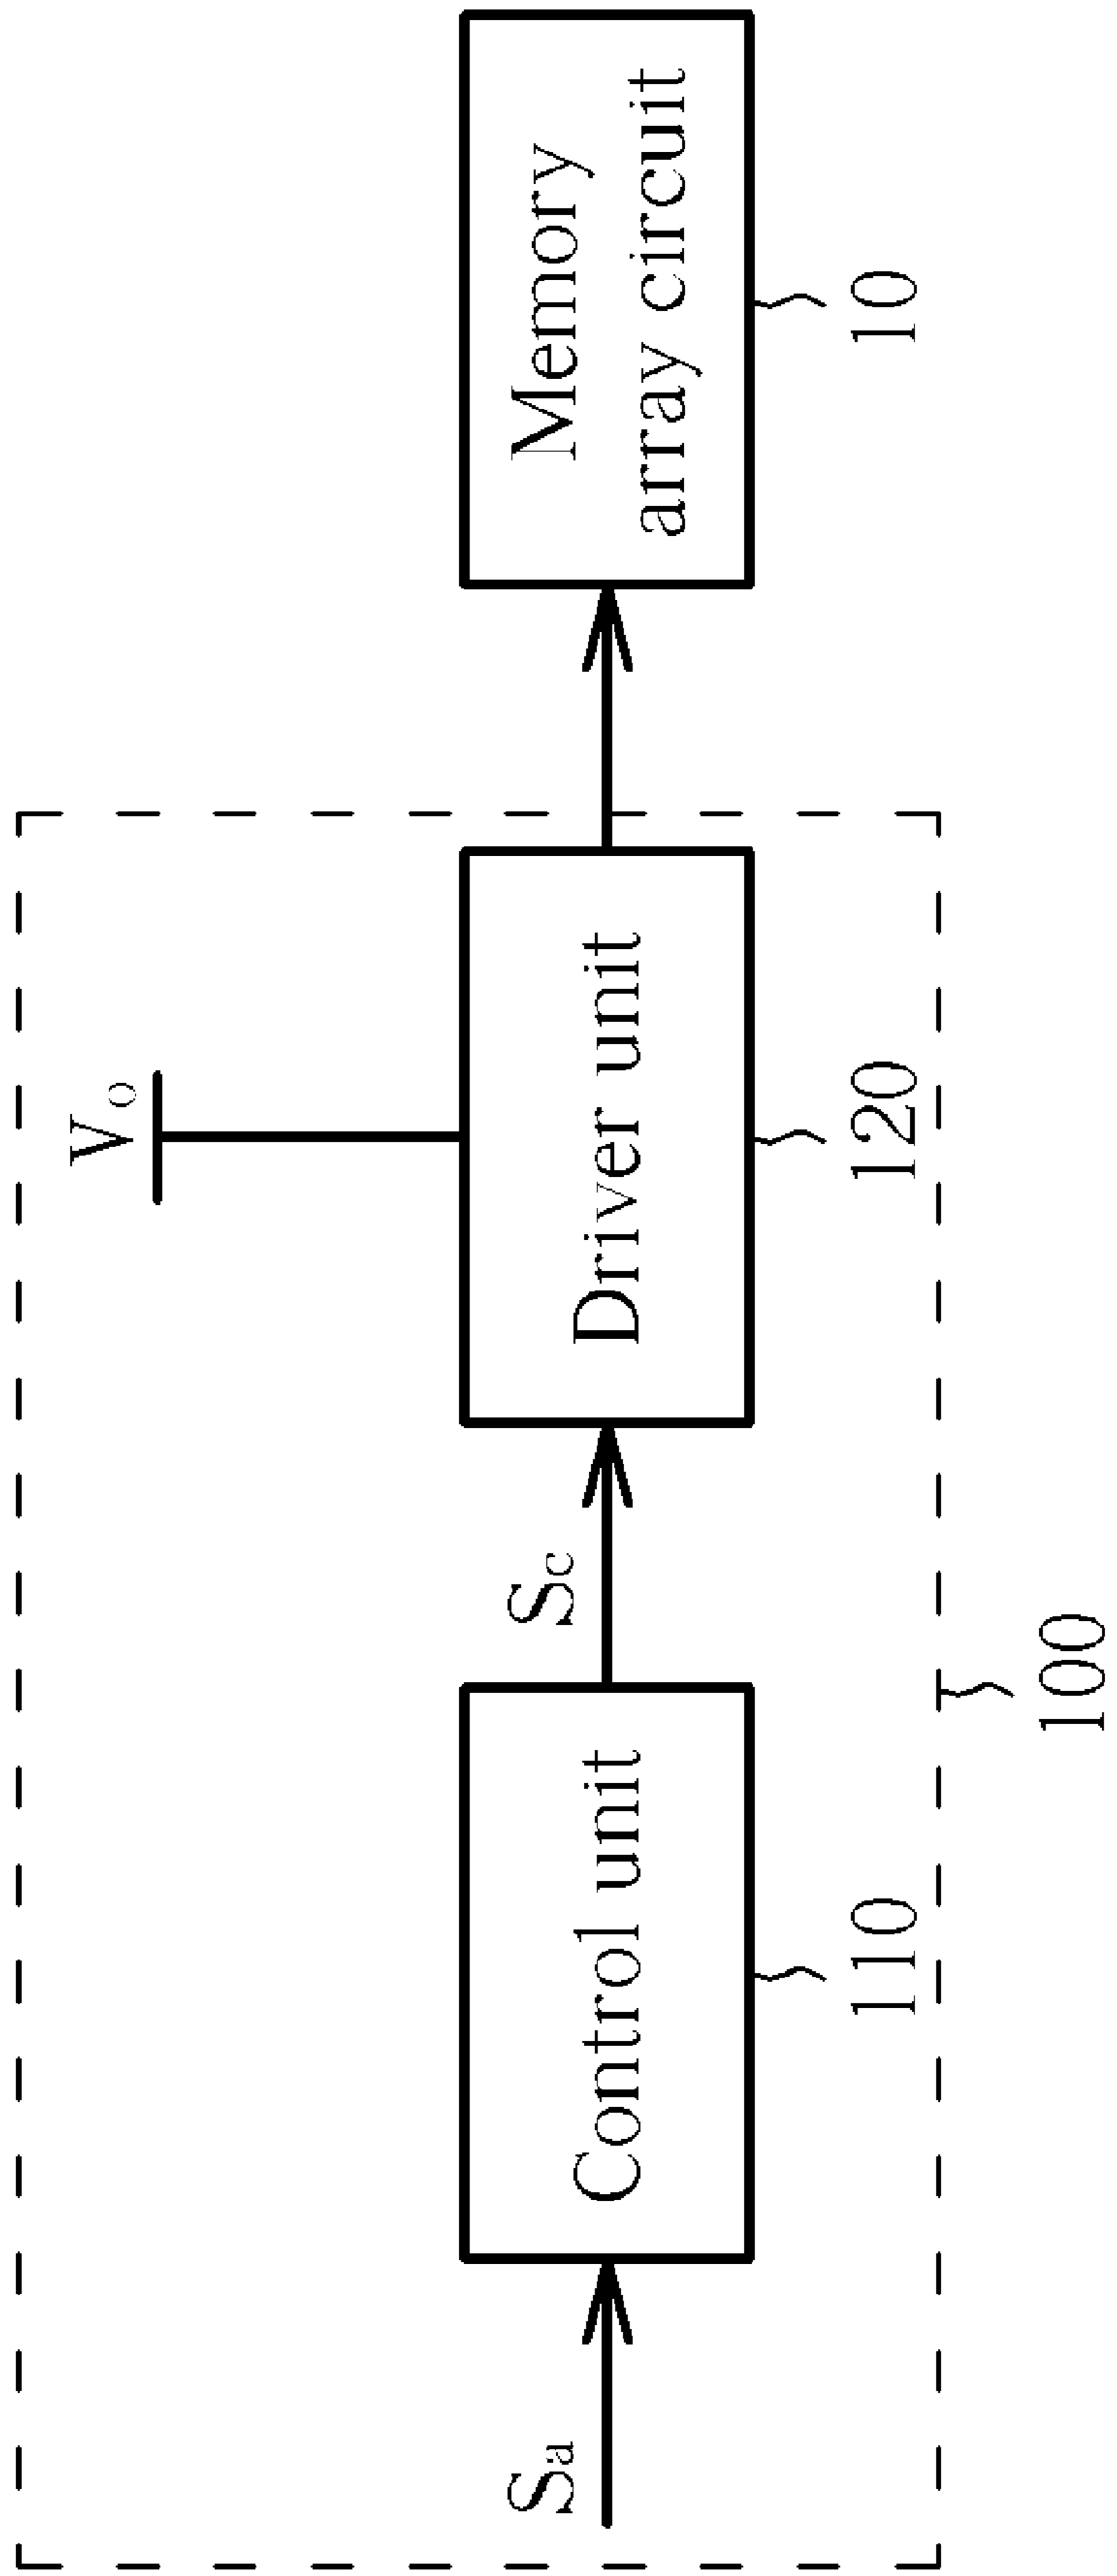 Vo
Sa
Control unit
Sc
Driver unit
Memory
array circuit
110
120
10
100